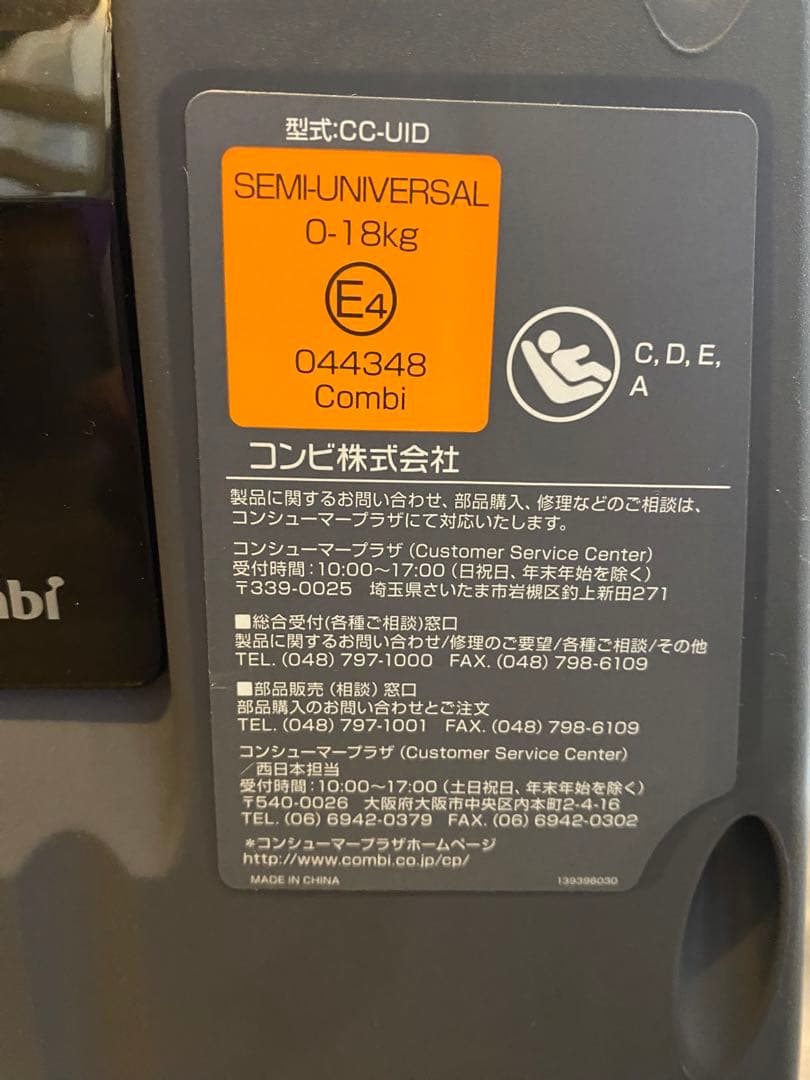 型式:CC-UID
SEMI-UNIVERSAL
0-18kg
E4
044348
Combi
C, D, E,
A
コンビ株式会社
製品に関するお問い合わせ、部品購入、修理などのご相談は、
コンシューマープラザにて対応いたします。
コンシューマープラザ (Customer Service Center)
受付時間:10:00〜17:00 (日祝日、年末年始を除く)
〒339-0025 埼玉県さいたま市岩槻区釣上新田271
■総合受付(各種ご相談)窓口
製品に関するお問い合わせ/修理のご要望/各種ご相談/その他
TEL. (048) 797-1000 FAX. (048) 798-6109
■部品販売 (相談) 窓口
部品購入のお問い合わせとご注文
TEL. (048) 797-1001 FAX. (048) 798-6109
コンシューマープラザ (Customer Service Center)
/西日本担当
受付時間:10:00〜17:00 (土日祝日、年末年始を除く)
〒540-0026 大阪府大阪市中央区内本町2-4-16
TEL. (06) 6942-0379 FAX. (06) 6942-0302
*コンシューマープラザホームページ
http://www.combi.co.jp/cp/
MADE IN CHINA 139396030
mbi